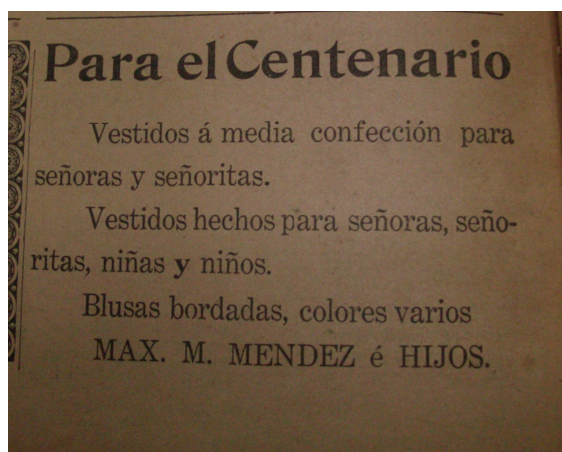 Para el Centenario
Vestidos á media confección para
señoras y señoritas.
Vestidos hechos para señoras, seño-
ritas, niñas y niños.
Blusas bordadas, colores varios
MAX. M. MENDEZ é HIJOS.